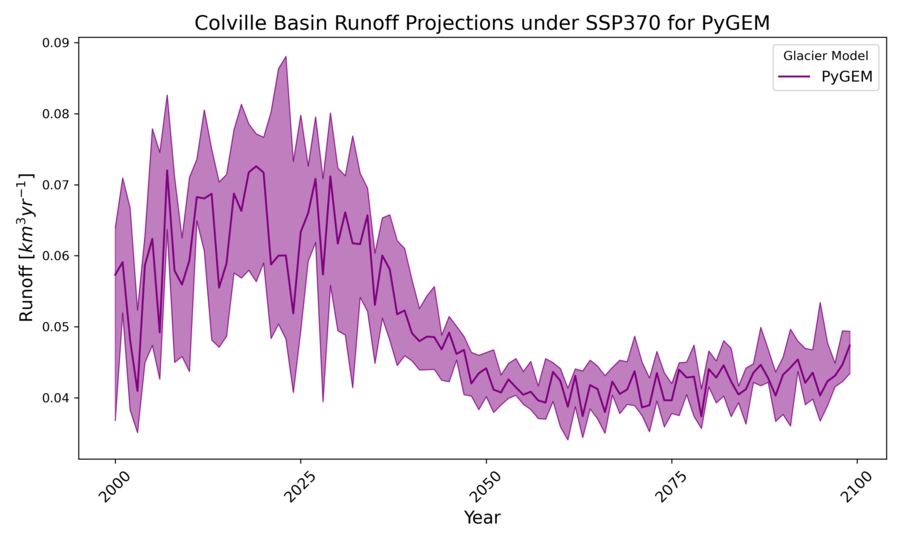 Colville Basin Runoff Projections under SSP370 for PyGEM
Glacier Model
PyGEM
Runoff [km³yr⁻¹]
0.09
0.08
0.07
0.06
0.05
0.04
2000
2025
2050
2075
2100
Year